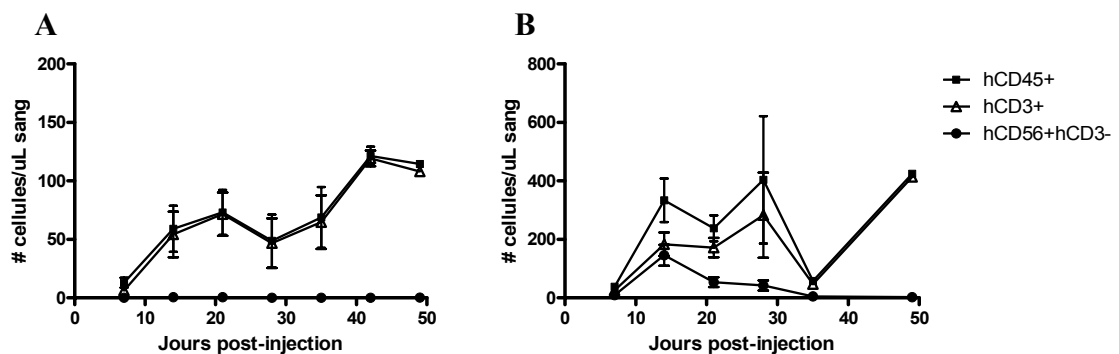 A
B
200
150
100
50
0
# cellules/uL sang
0 10 20 30 40 50
Jours post-injection
800
600
400
200
0
# cellules/uL sang
0 10 20 30 40 50
Jours post-injection
hCD45+
hCD3+
hCD56+hCD3-